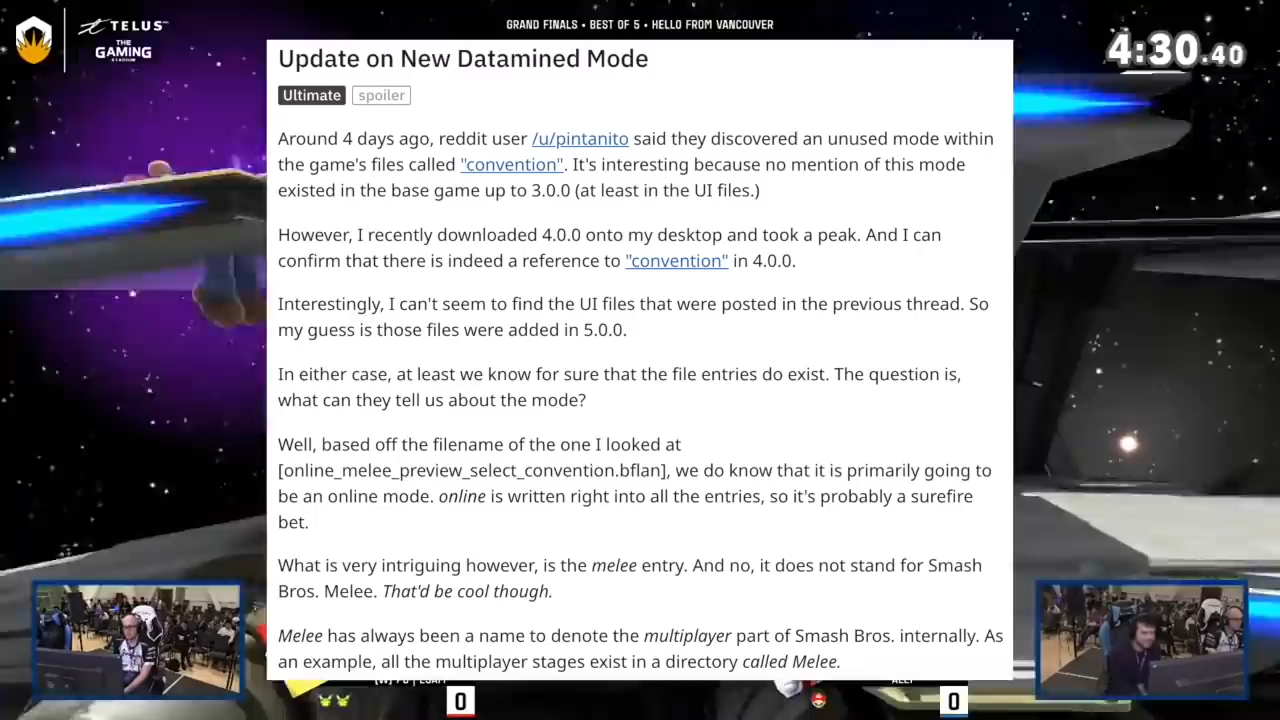 GRAND FINALS • BEST OF 5 • HELLO FROM VANCOUVER
TELUS
THE
GAMING
STADIUM
4:30.40
Update on New Datamined Mode
Ultimate spoiler
Around 4 days ago, reddit user /u/pintanito said they discovered an unused mode within
the game's files called "convention". It's interesting because no mention of this mode
existed in the base game up to 3.0.0 (at least in the UI files.)
However, I recently downloaded 4.0.0 onto my desktop and took a peak. And I can
confirm that there is indeed a reference to "convention" in 4.0.0.
Interestingly, I can't seem to find the UI files that were posted in the previous thread. So
my guess is those files were added in 5.0.0.
In either case, at least we know for sure that the file entries do exist. The question is,
what can they tell us about the mode?
Well, based off the filename of the one I looked at
[online_melee_preview_select_convention.bflan], we do know that it is primarily going to
be an online mode. online is written right into all the entries, so it's probably a surefire
bet.
What is very intriguing however, is the melee entry. And no, it does not stand for Smash
Bros. Melee. That'd be cool though.
Melee has always been a name to denote the multiplayer part of Smash Bros. internally. As
an example, all the multiplayer stages exist in a directory called Melee.
0
0